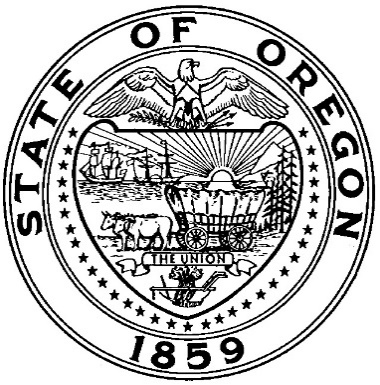 STATE OF OREGON
THE UNION
1859